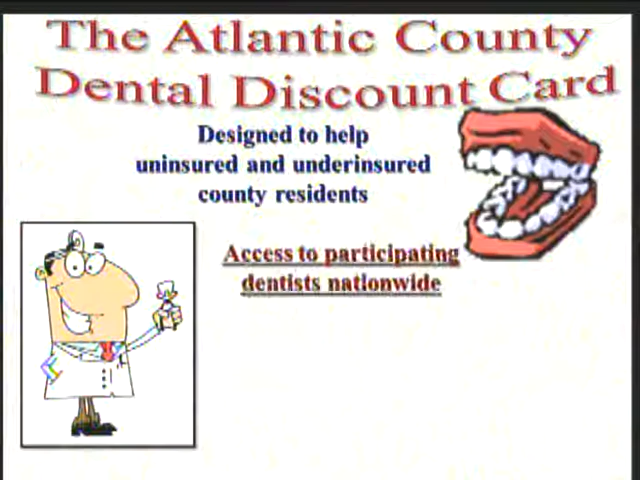 The Atlantic County
Dental Discount Card
Designed to help
uninsured and underinsured
county residents
Access to participating
dentists nationwide